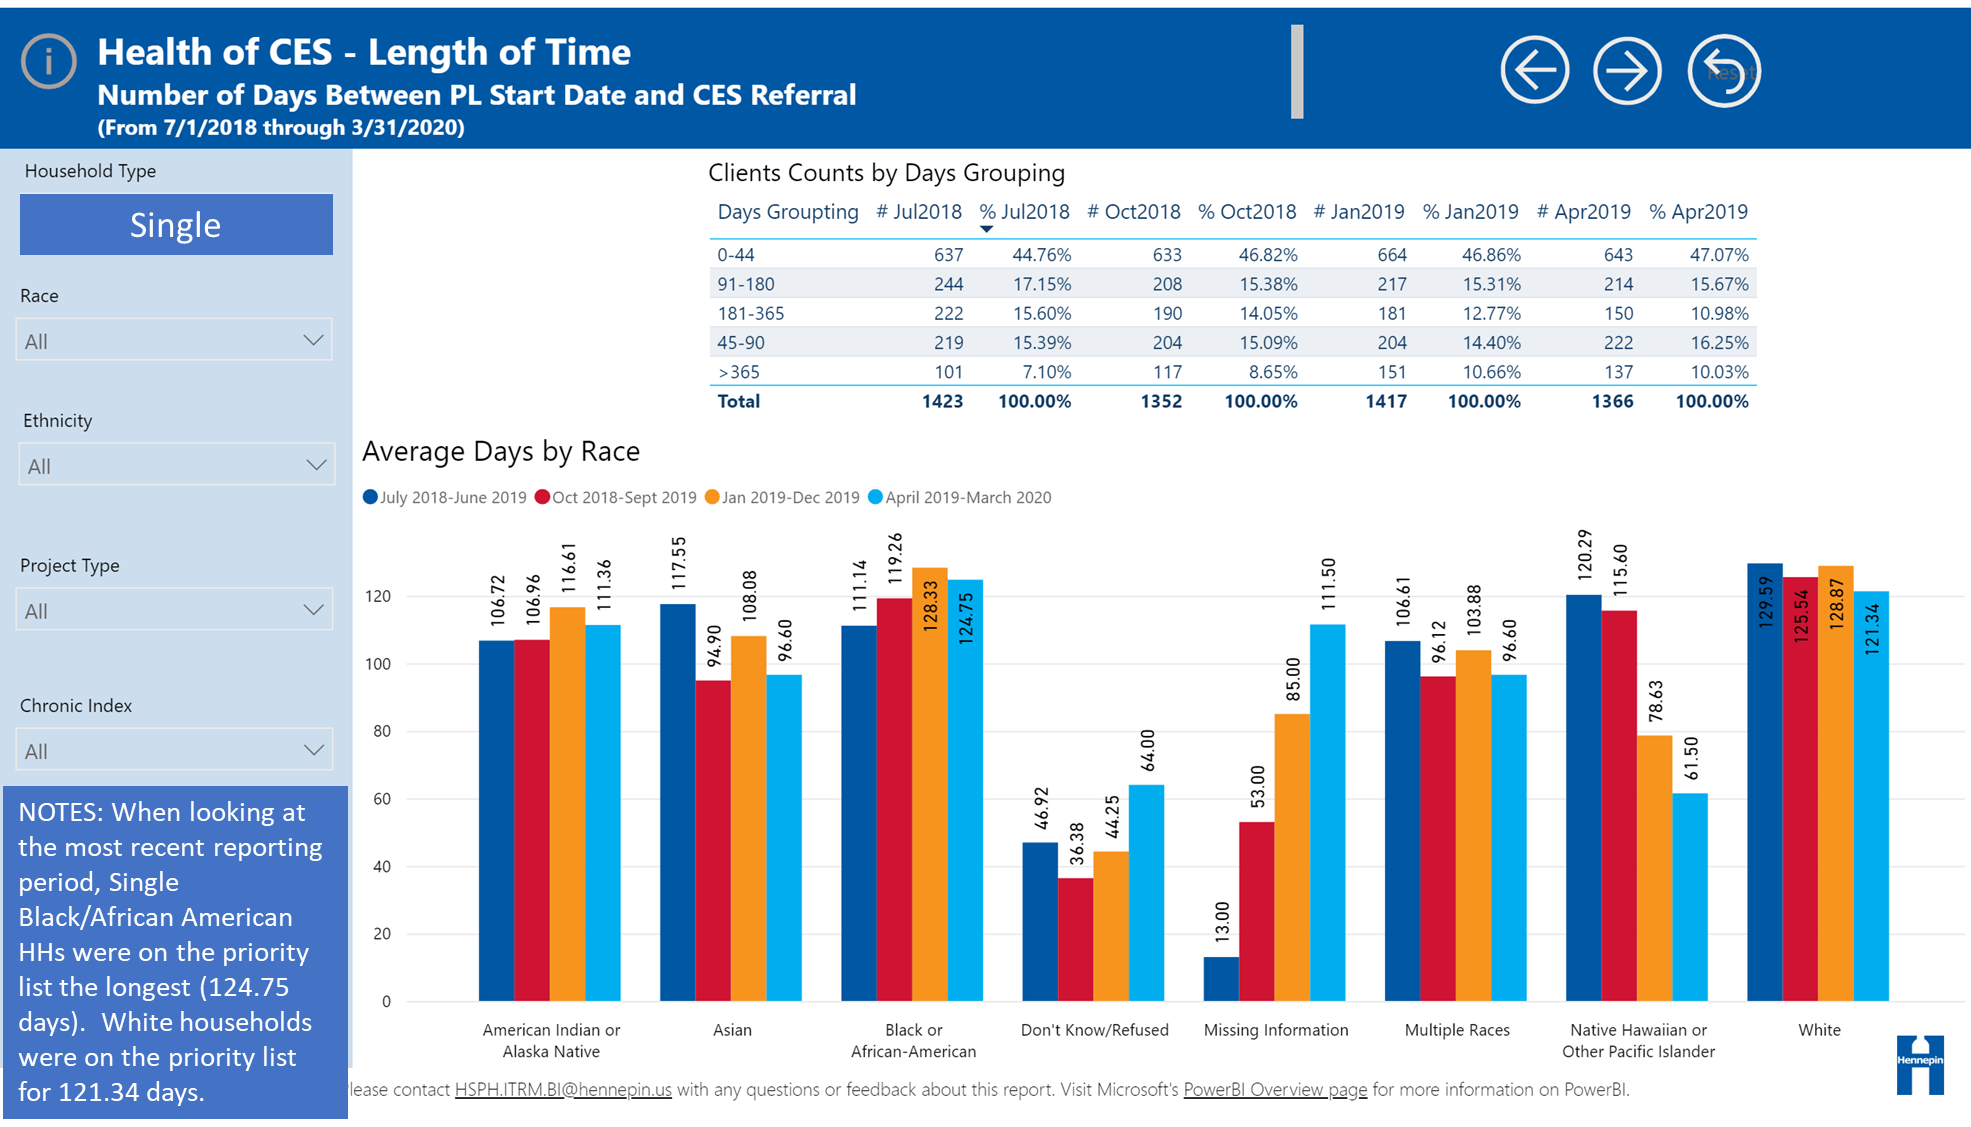 Health of CES - Length of Time
Number of Days Between PL Start Date and CES Referral
(From 7/1/2018 through 3/31/2020)
Reset
Household Type
Single
Race
All
Ethnicity
All
Project Type
All
Chronic Index
All
NOTES: When looking at
the most recent reporting
period, Single
Black/African American
HHs were on the priority
list the longest (124.75
days).  White households
were on the priority list
for 121.34 days.
Clients Counts by Days Grouping
Days Groupting # Jul2018 % Jul2018 # Oct2018 % Oct2018 # Jan2019 % Jan2019 # Apr2019 % Apr2019
0-44 637 44.76% 633 46.82% 664 46.86% 643 47.07%
91-180 244 17.15% 208 15.38% 217 15.31% 214 15.67%
181-365 222 15.60% 190 14.05% 181 12.77% 150 10.98%
45-90 219 15.39% 204 15.09% 204 14.40% 222 16.25%
>365 101 7.10% 117 8.65% 151 10.66% 137 10.03%
Total 1423 100.00% 1352 100.00% 1417 100.00% 1366 100.00%
Average Days by Race
July 2018-June 2019 Oct 2018-Sept 2019 Jan 2019-Dec 2019 April 2019-March 2020
120
100
80
60
40
20
0
106.72 106.96 116.61 111.36
117.55 94.90 108.08 96.60
111.14 119.26 128.33 124.75
46.92 36.38 44.25 64.00
13.00 53.00 85.00 111.50
106.61 96.12 103.88 96.60
120.29 115.60 78.63 61.50
129.59 125.54 128.87 121.34
American Indian or
Alaska Native
Asian
Black or
African-American
Don't Know/Refused
Missing Information
Multiple Races
Native Hawaiian or
Other Pacific Islander
White
lease contact HSPH.ITRM.BI@hennepin.us with any questions or feedback about this report. Visit Microsoft's PowerBI Overview page for more information on PowerBI.
Hennepin